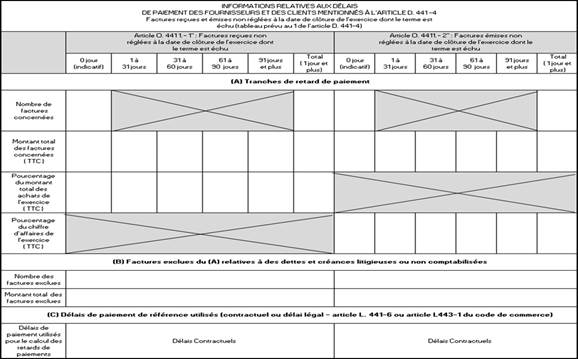 INFORMATIONS RELATIVES AUX DÉLAIS
DE PAIEMENT DES FOURNISSEURS ET DES CLIENTS MENTIONNÉS À L'ARTICLE D. 441-4
Factures reçues et émises non réglées à la date de clôture de l'exercice dont le terme est
échu (tableau prévu au 1 de l'article D. 441-4)
Article D. 441 1. - 1° : Factures reçues non
réglées à la date de clôture de l'exercice dont
le terme est échu
Article D. 441 1. - 2° : Factures émises non
réglées à la date de clôture de l'exercice dont
le terme est échu
0 jour
(indicatif)
1 à
31 jours
31 à
60 jours
61 à
90 jours
91 jours
et plus
Total
(1 jour et
plus)
0 jour
(indicatif)
1 à
31 jours
31 à
60 jours
61 à
90 jours
91 jours
et plus
Total
(1 jour et
plus)
(A) Tranches de retard de paiement
Nombre de
factures
concernées
Montant total
des factures
concernées
(TTC)
Pourcentage
du montant
total des
achats de
l'exercice
(TTC)
Pourcentage
du chiffre
d'affaires de
l'exercice
(TTC)
(B) Factures exclues du (A) relatives à des dettes et créances litigieuses ou non comptabilisées
Nombre des
factures exclues
Montant total des
factures exclues
(C) Délais de paiement de référence utilisés (contractuel ou délai légal - article L. 441-6 ou article L443-1 du code de commerce)
Délais de
paiement utilisés
pour le calcul des
retards de
paiements
Délais Contractuels
Délais Contractuels